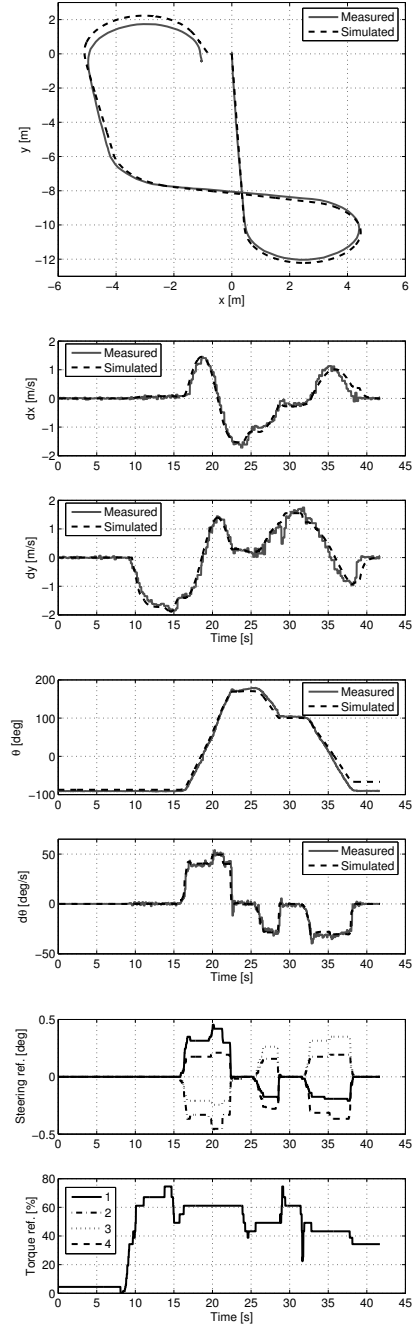 2
0
−2
−4
−6
−8
−10
−12
y [m]
Measured
Simulated
−6 −4 −2 0 2 4 6
x [m]
2
1
0
−1
−2
dx [m/s]
Measured
Simulated
0 5 10 15 20 25 30 35 40 45
2
1
0
−1
−2
dy [m/s]
Measured
Simulated
0 5 10 15 20 25 30 35 40 45
Time [s]
200
100
0
−100
θ [deg]
Measured
Simulated
0 5 10 15 20 25 30 35 40 45
50
0
−50
dθ [deg/s]
Measured
Simulated
0 5 10 15 20 25 30 35 40 45
Time [s]
0.5
0
−0.5
Steering ref. [deg]
0 5 10 15 20 25 30 35 40 45
80
60
40
20
0
Torque ref. [%]
1
2
3
4
0 5 10 15 20 25 30 35 40 45
Time [s]